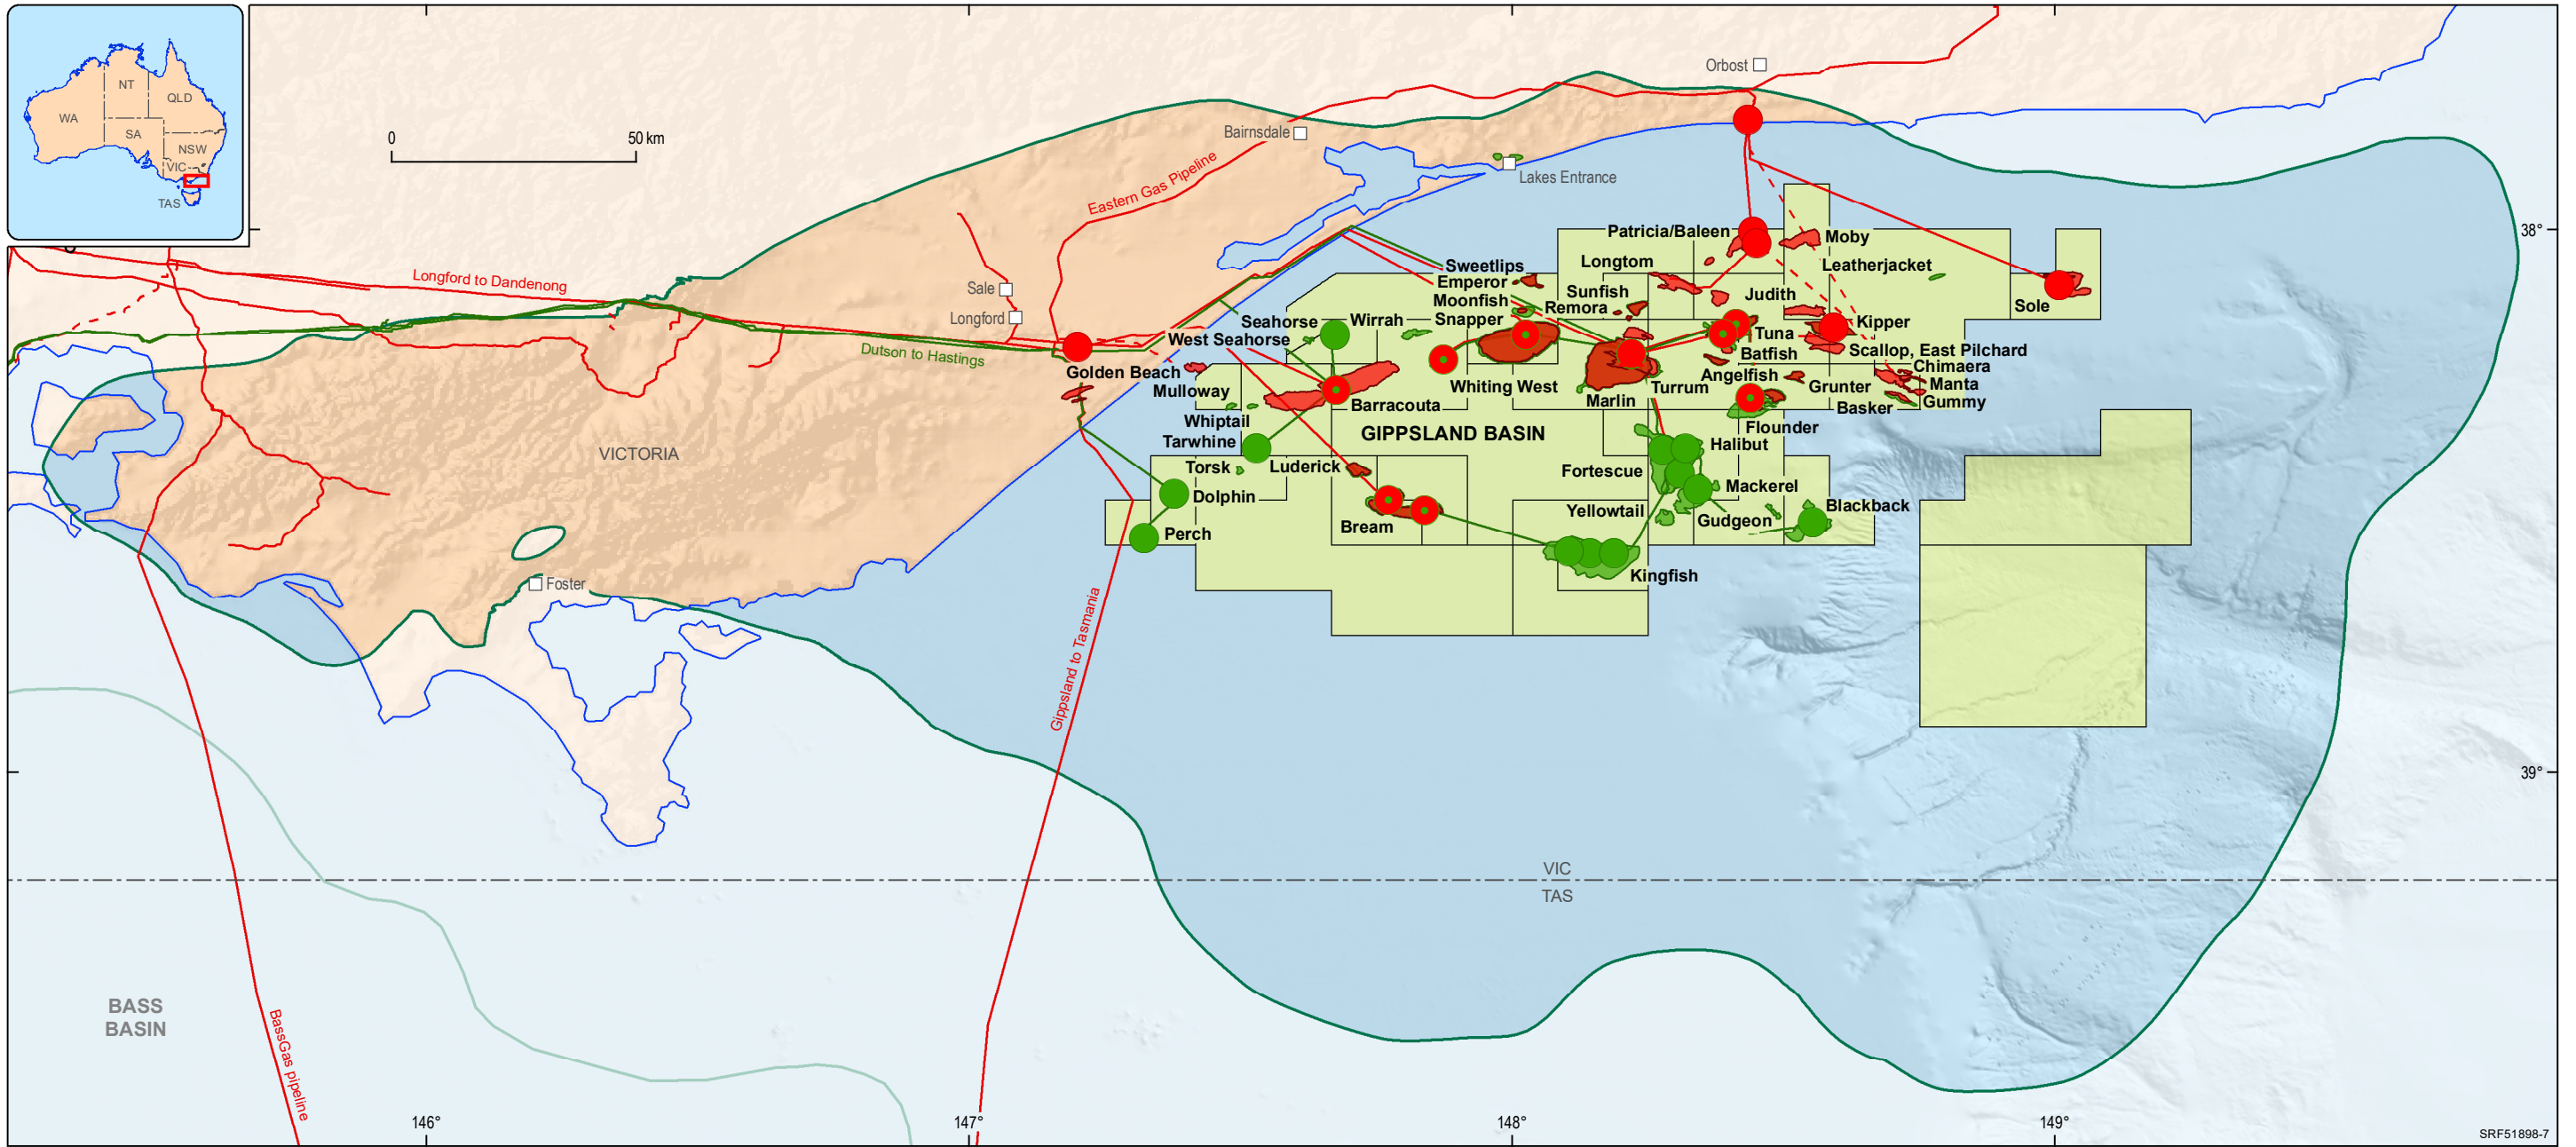 NT
WA
QLD
SA
NSW
VIC
TAS
0
50 km
Orbost
Bairnsdale
Lakes Entrance
Eastern Gas Pipeline
38°
Patricia/Baleen
Moby
Longtom
Leatherjacket
Sweetlips
Emperor
Sunfish
Judith
Sole
Moonfish
Remora
Snapper
Longford to Dandenong
Sale
Longford
Seahorse
Wirrah
Kipper
Tuna
West Seahorse
Dutson to Hastings
Batfish
Scallop, East Pilchard
Golden Beach
Chimaera
Angelfish
Manta
Mulloway
Whiting West
Turrum
Grunter
Gummy
Marlin
Barracouta
Basker
Whiptail
GIPPSLAND BASIN
Flounder
Tarwhine
Halibut
VICTORIA
Torsk
Luderick
Fortescue
Mackerel
Dolphin
Blackback
Yellowtail
Gudgeon
Bream
Perch
Kingfish
Foster
Gippsland to Tasmania
39°
VIC
TAS
BASS
BASIN
BassGas pipeline
146°
147°
148°
149°
SRF51898-7